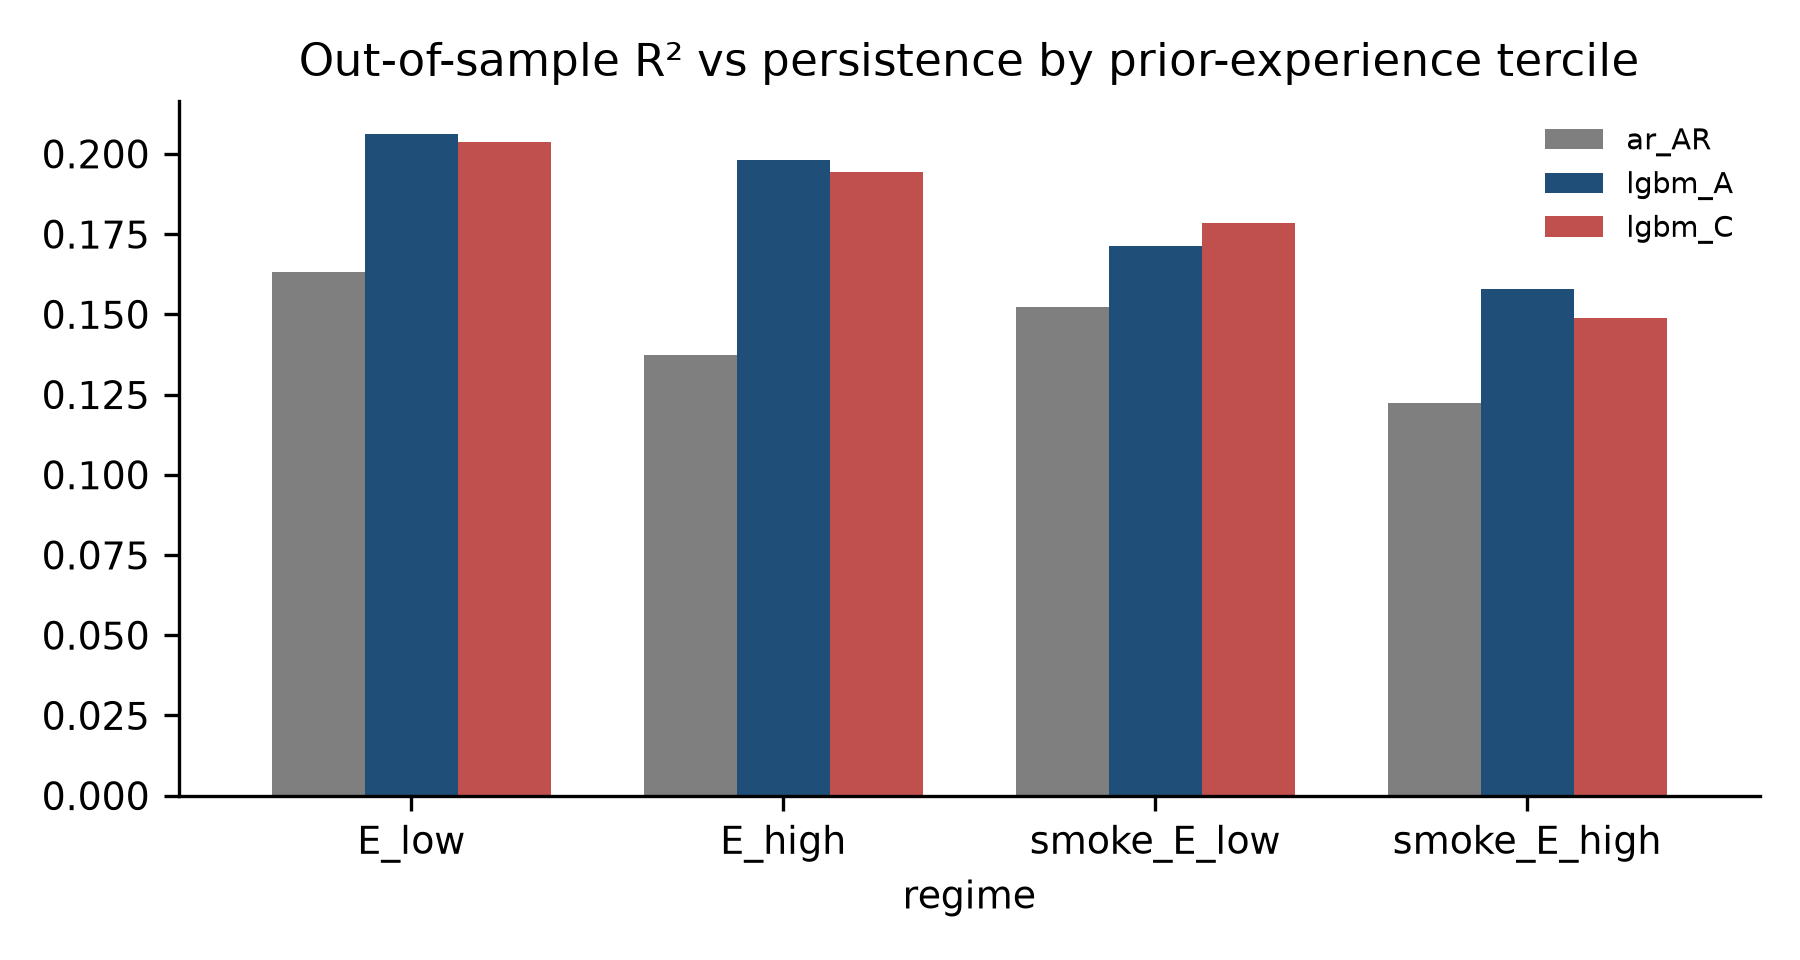 Out-of-sample R² vs persistence by prior-experience tercile
ar_AR
lgbm_A
lgbm_C
0.200
0.175
0.150
0.125
0.100
0.075
0.050
0.025
0.000
E_low
E_high
smoke_E_low
smoke_E_high
regime